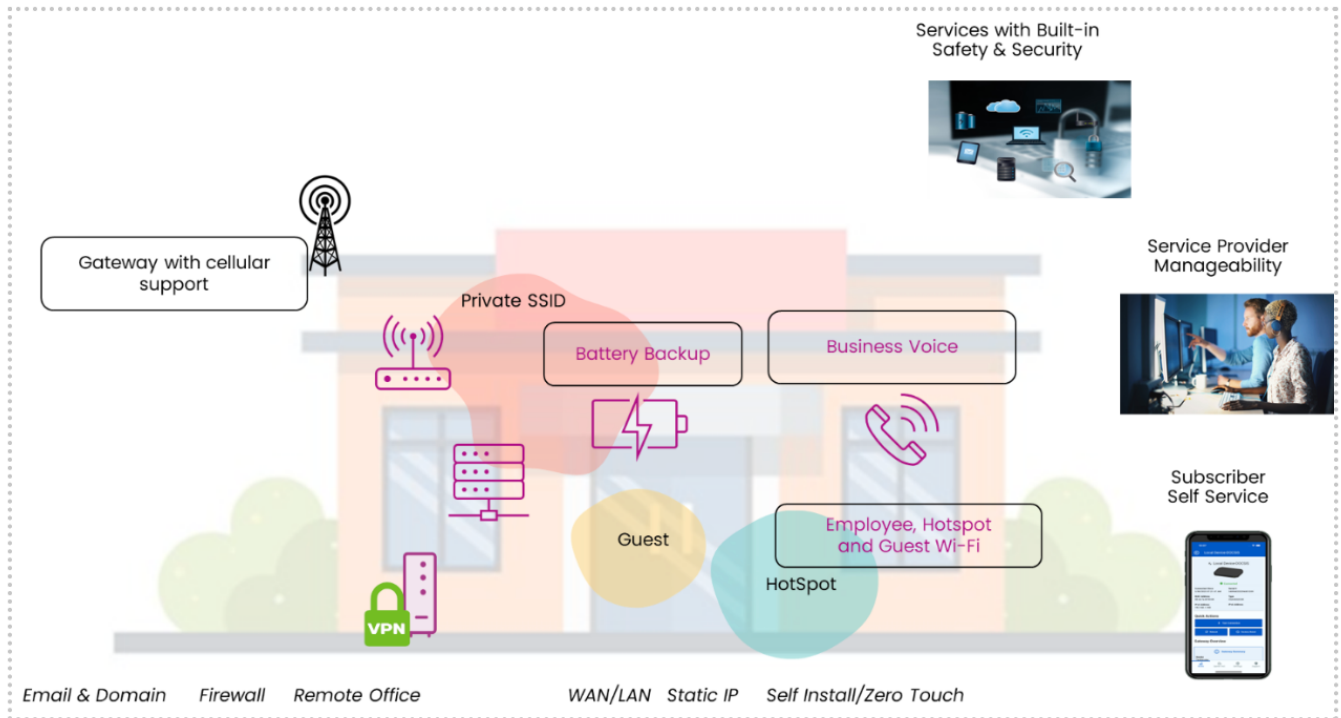 Services with Built-in
Safety & Security
Gateway with cellular
support
Service Provider
Manageability
Private SSID
Battery Backup
Business Voice
Subscriber
Self Service
Employee, Hotspot
and Guest Wi-Fi
Guest
HotSpot
VPN
Email & Domain
Firewall
Remote Office
WAN/LAN
Static IP
Self Install/Zero Touch